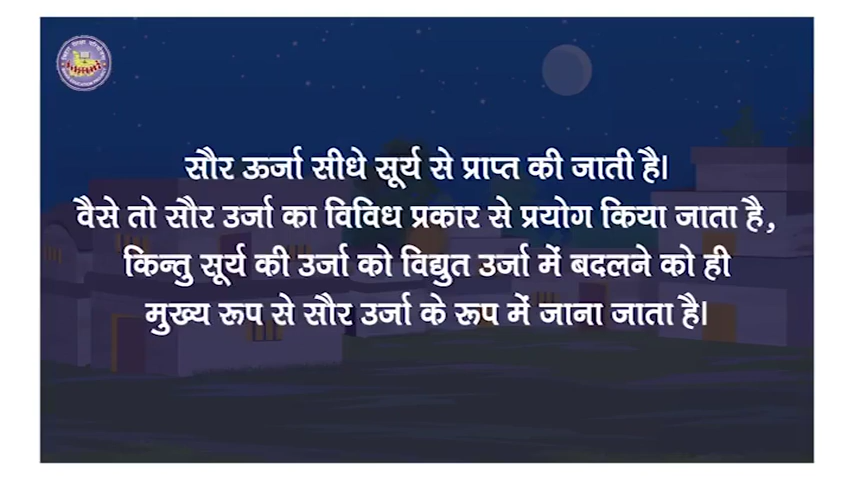 सौर ऊर्जा सीधे सूर्य से प्राप्त की जाती है।
वैसे तो सौर उर्जा का विविध प्रकार से प्रयोग किया जाता है,
किन्तु सूर्य की उर्जा को विद्युत उर्जा में बदलने को ही
मुख्य रूप से सौर उर्जा के रूप में जाना जाता है।